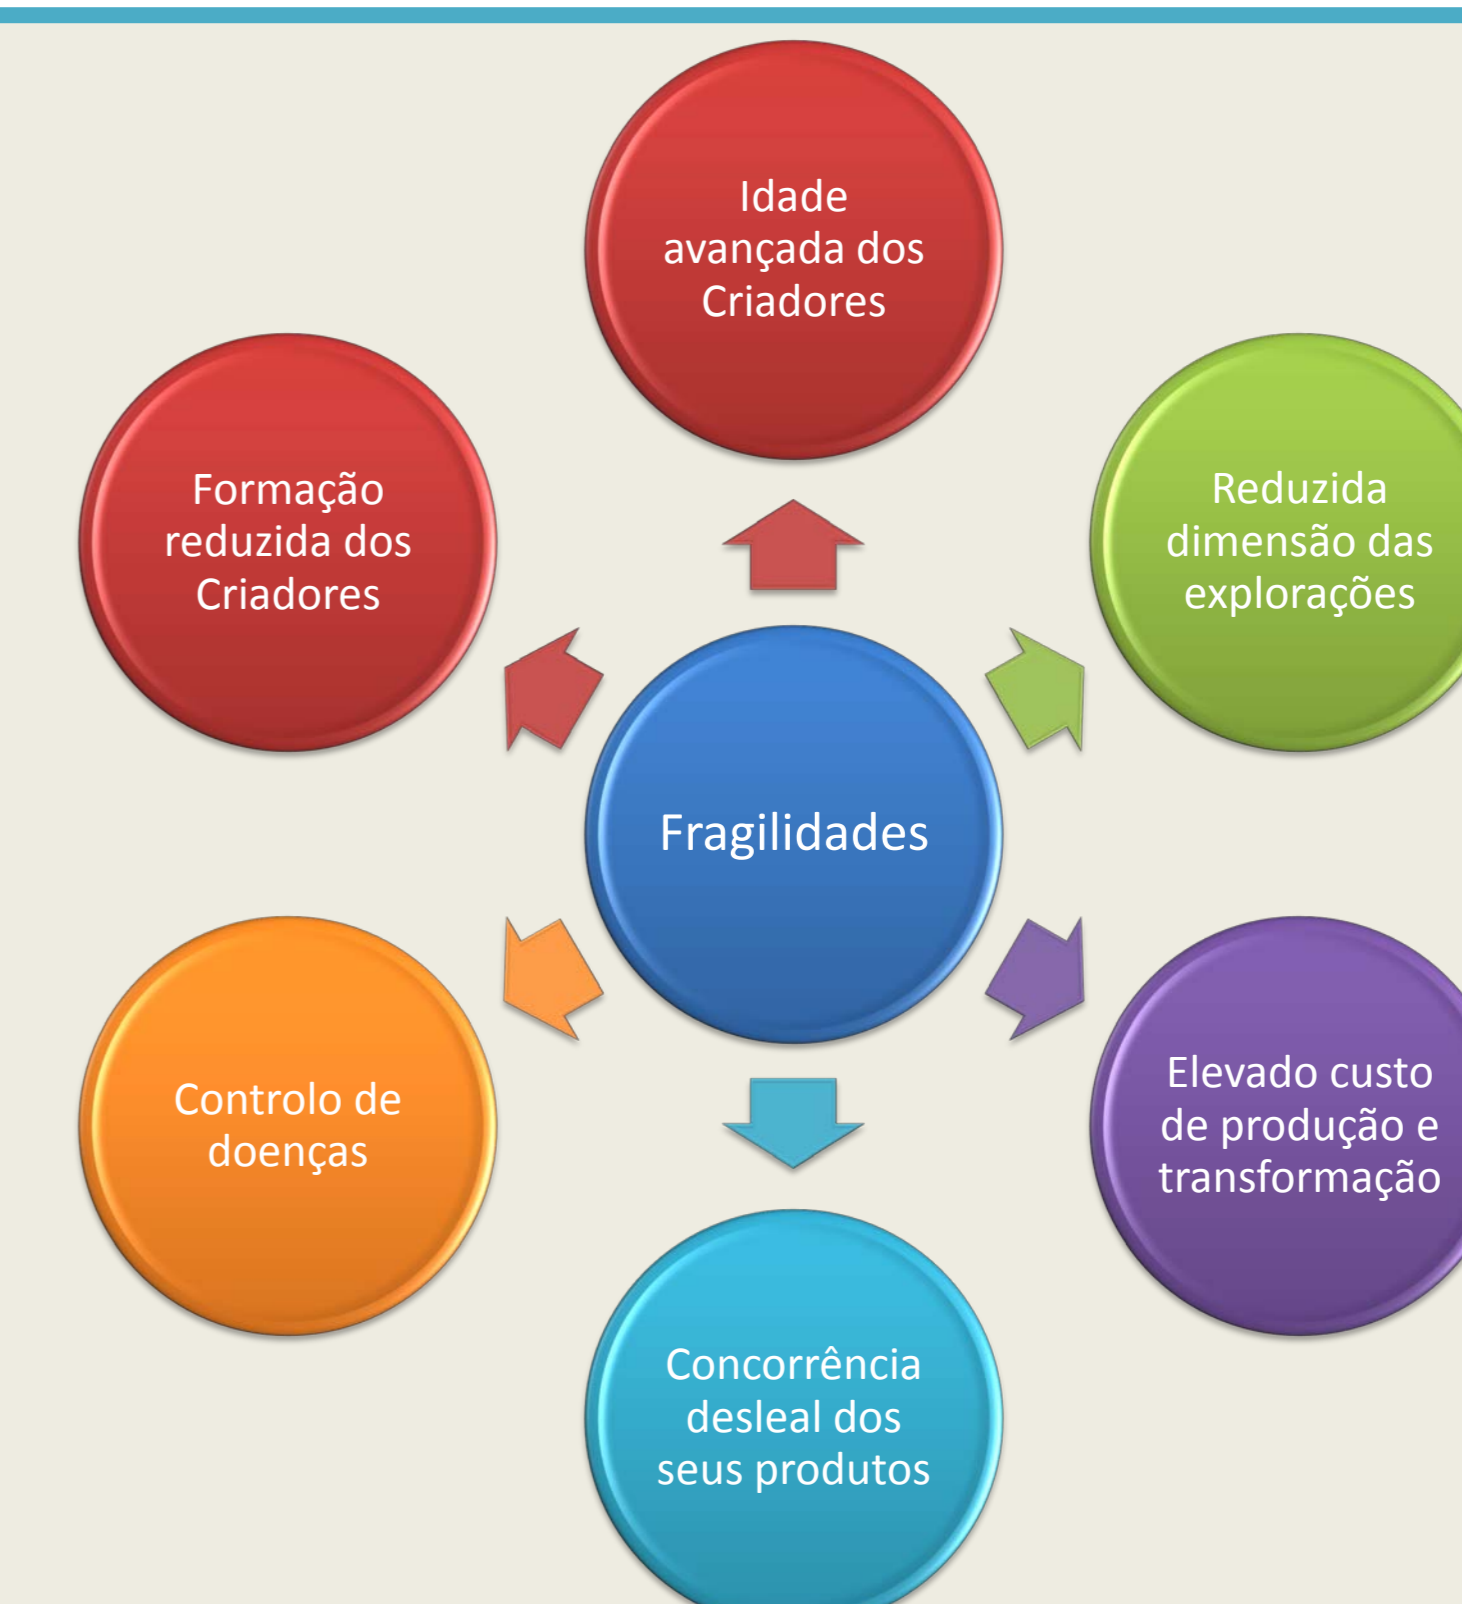 Idade
avançada dos
Criadores
Formação
reduzida dos
Criadores
Reduzida
dimensão das
explorações
Fragilidades
Controlo de
doenças
Elevado custo
de produção e
transformação
Concorrência
desleal dos
seus produtos